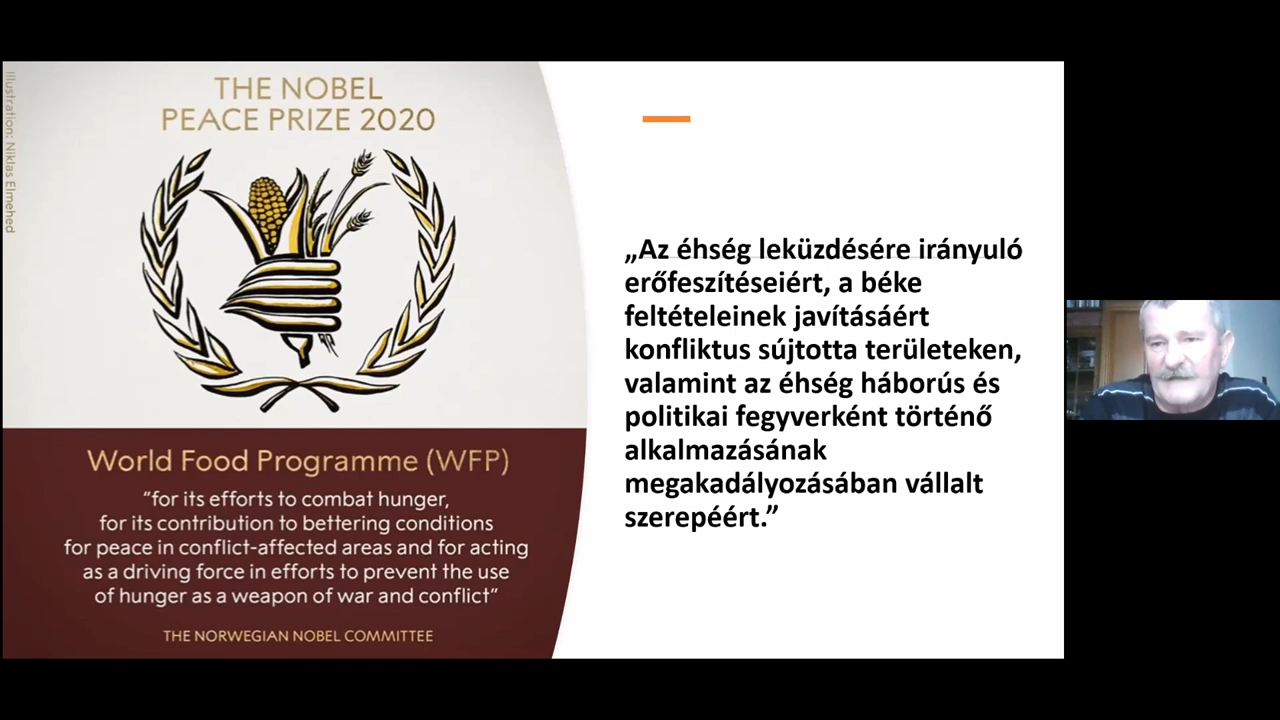 Illustration: Niklas Elmehed
THE NOBEL
PEACE PRIZE 2020
World Food Programme (WFP)
“for its efforts to combat hunger,
for its contribution to bettering conditions
for peace in conflict-affected areas and for acting
as a driving force in efforts to prevent the use
of hunger as a weapon of war and conflict”
THE NORWEGIAN NOBEL COMMITTEE
„Az éhség leküzdésére irányuló
erőfeszítéseiért, a béke
feltételeinek javításáért
konfliktus sújtotta területeken,
valamint az éhség háborús és
politikai fegyverként történő
alkalmazásának
megakadályozásában vállalt
szerepéért.”